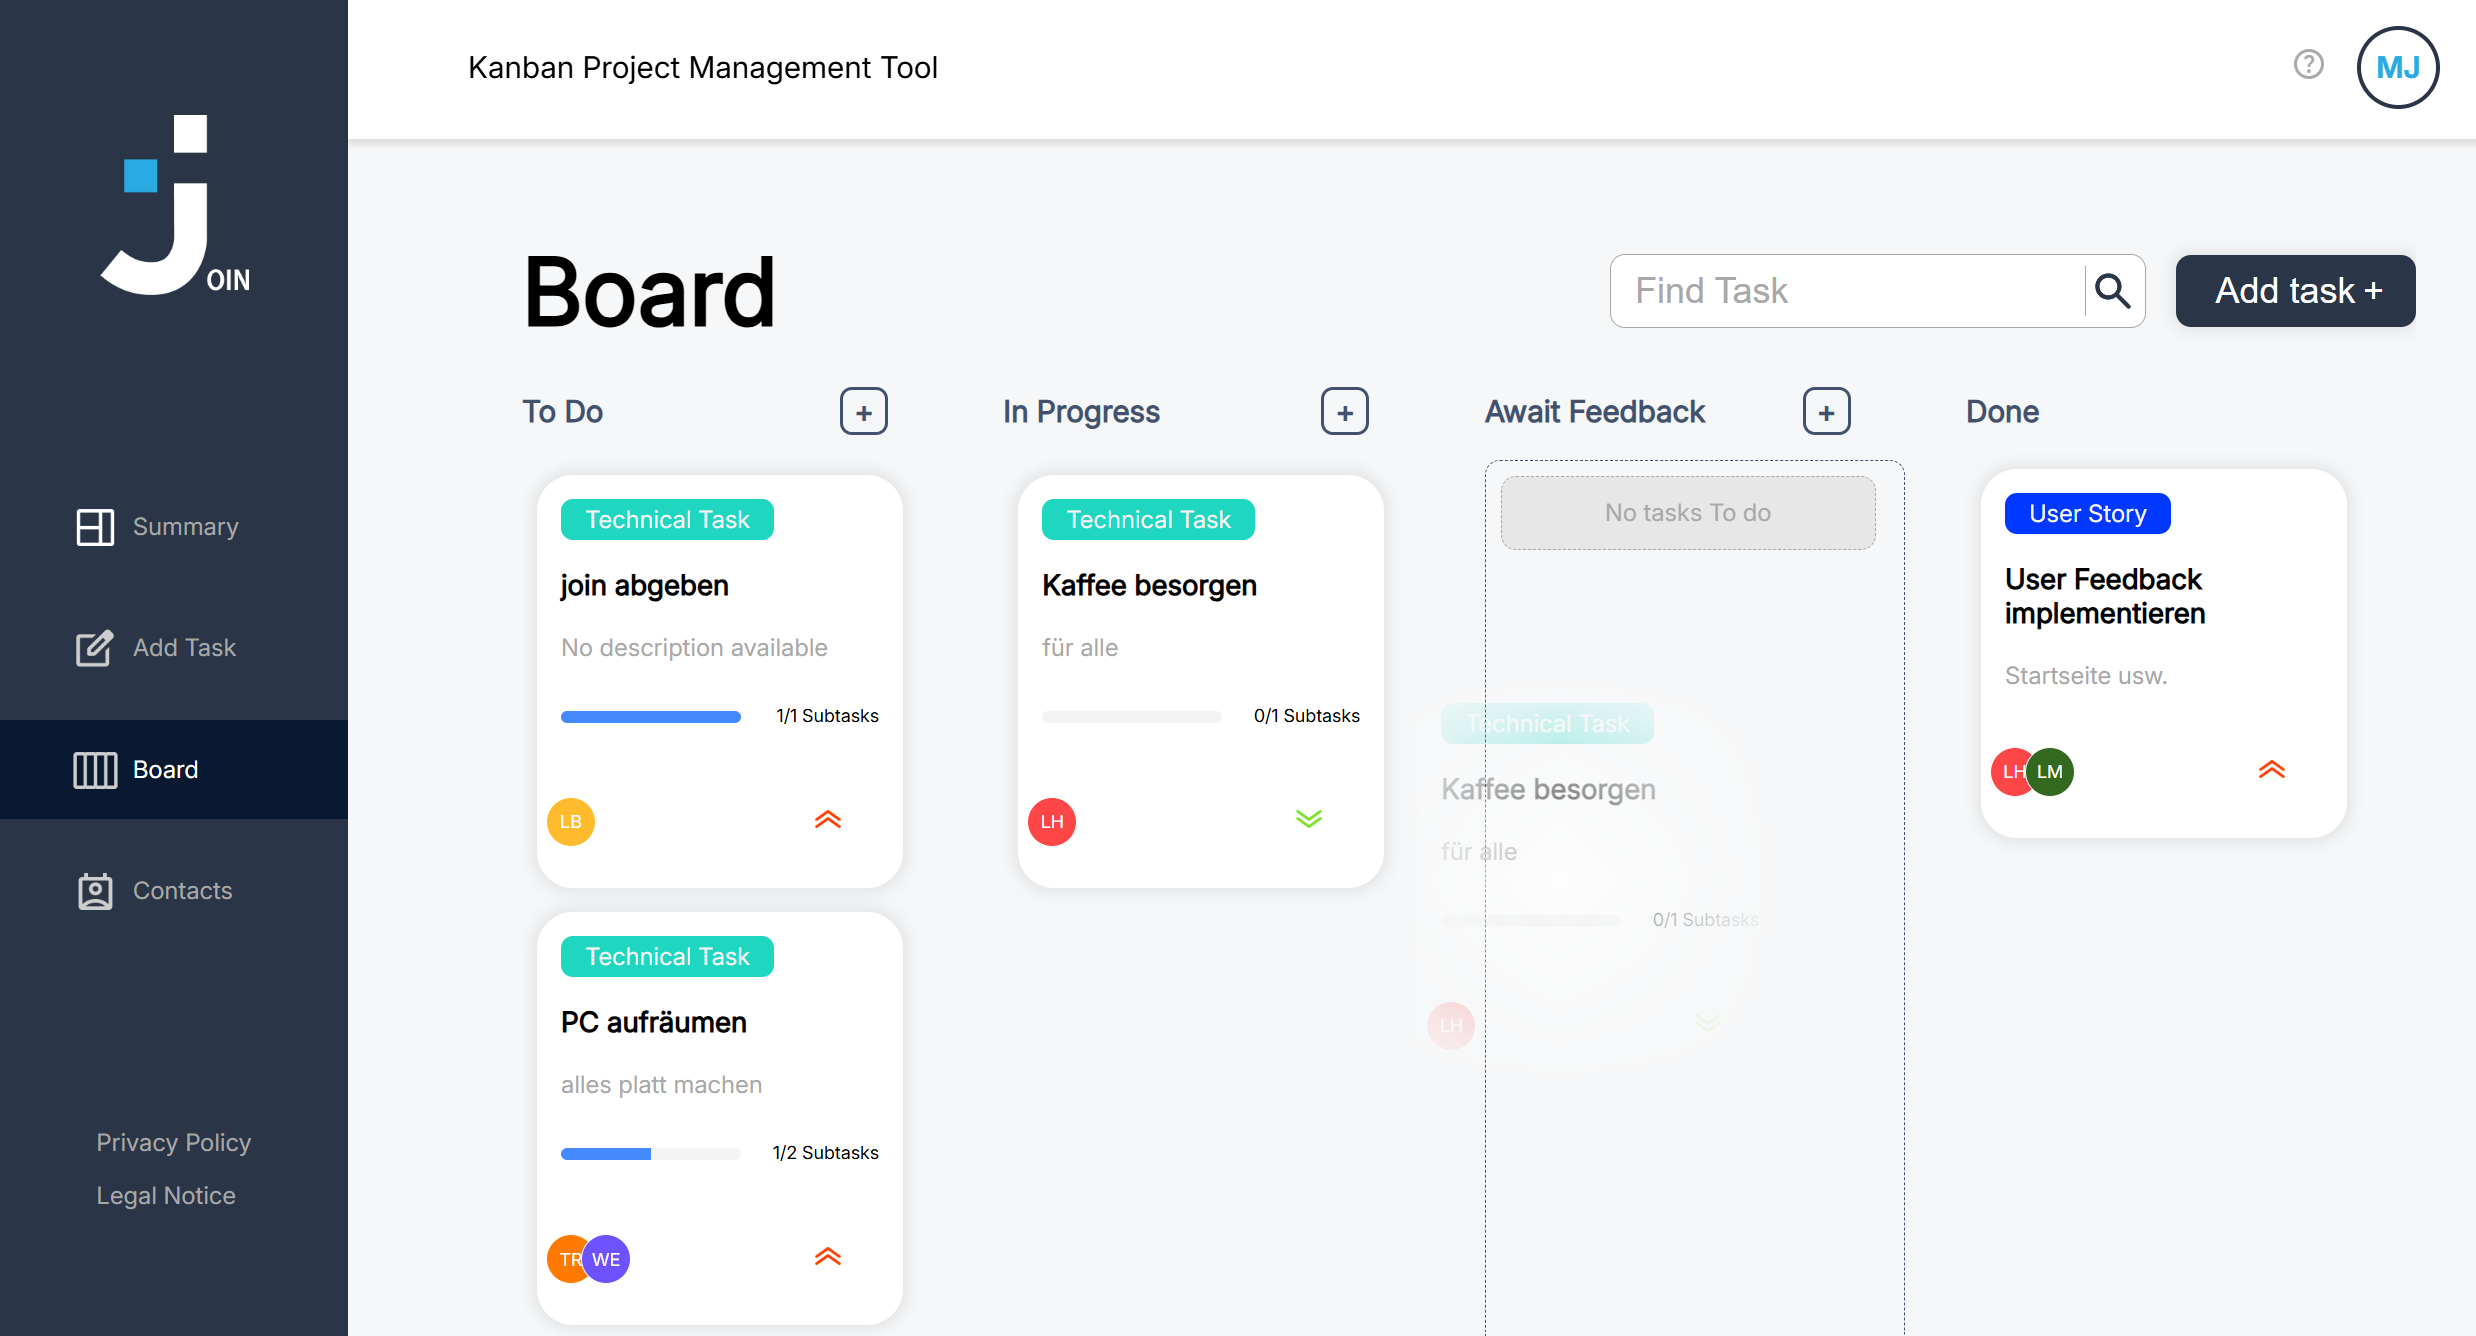 OIN
Summary
Add Task
Board
Contacts
Privacy Policy
Legal Notice
Kanban Project Management Tool
?
MJ
Board
Find Task
Add task +
To Do
+
In Progress
+
Await Feedback
+
Done
Technical Task
join abgeben
No description available
1/1 Subtasks
LB
Technical Task
PC aufräumen
alles platt machen
1/2 Subtasks
TR
WE
Technical Task
Kaffee besorgen
für alle
0/1 Subtasks
LH
No tasks To do
Technical Task
Kaffee besorgen
für alle
0/1 Subtasks
LH
User Story
User Feedback
implementieren
Startseite usw.
LH
LM